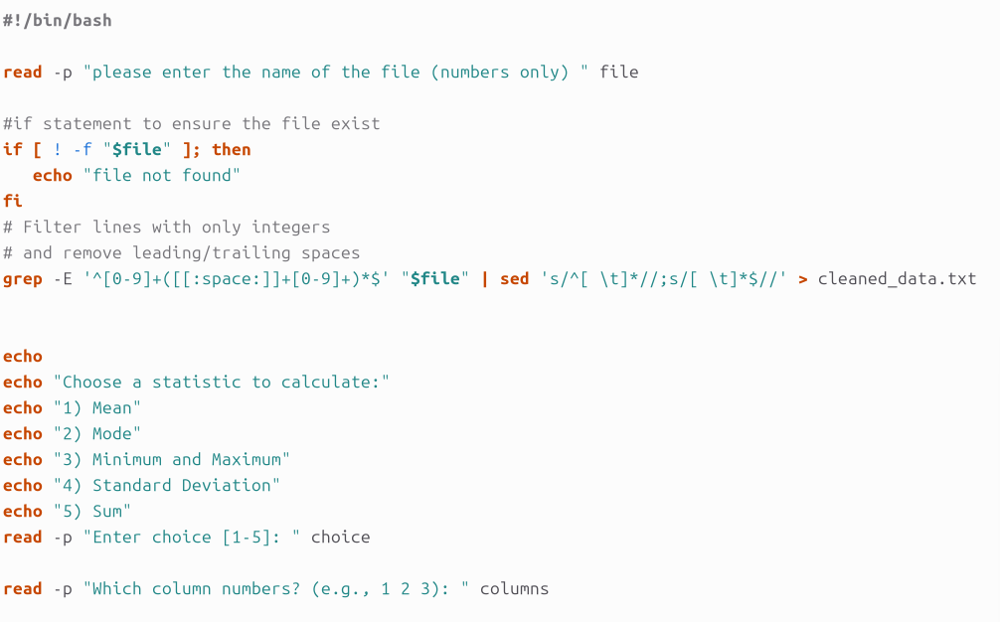 #!/bin/bash
read -p "please enter the name of the file (numbers only) " file
#if statement to ensure the file exist
if [ ! -f "$file" ]; then
   echo "file not found"
fi
# Filter lines with only integers
# and remove leading/trailing spaces
grep -E '^[0-9]+([[:space:]]+[0-9]+)*$' "$file" | sed 's/^[ \t]*//;s/[ \t]*$//' > cleaned_data.txt
echo
echo "Choose a statistic to calculate:"
echo "1) Mean"
echo "2) Mode"
echo "3) Minimum and Maximum"
echo "4) Standard Deviation"
echo "5) Sum"
read -p "Enter choice [1-5]: " choice
read -p "Which column numbers? (e.g., 1 2 3): " columns